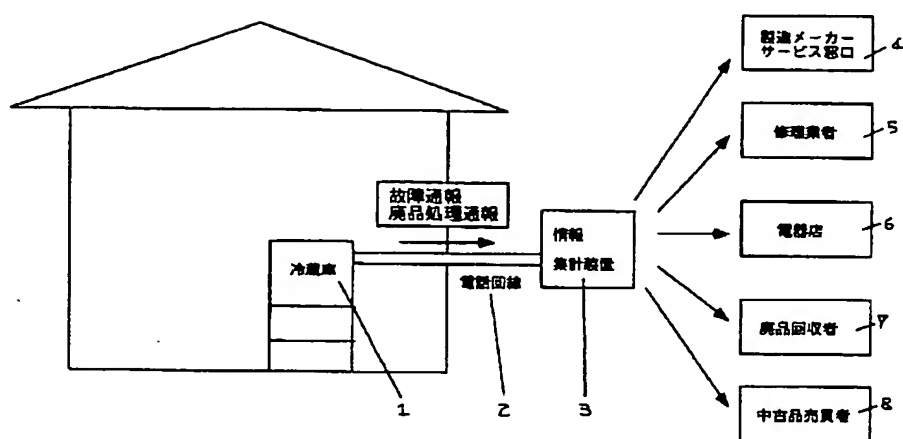 製造メーカー
サービス窓口
4
修理業者
5
故障通報
廃品処理通報
情報
集計装置
電器店
6
冷蔵庫
電話回線
廃品回収者
7
中古品売買者
8
1
2
3